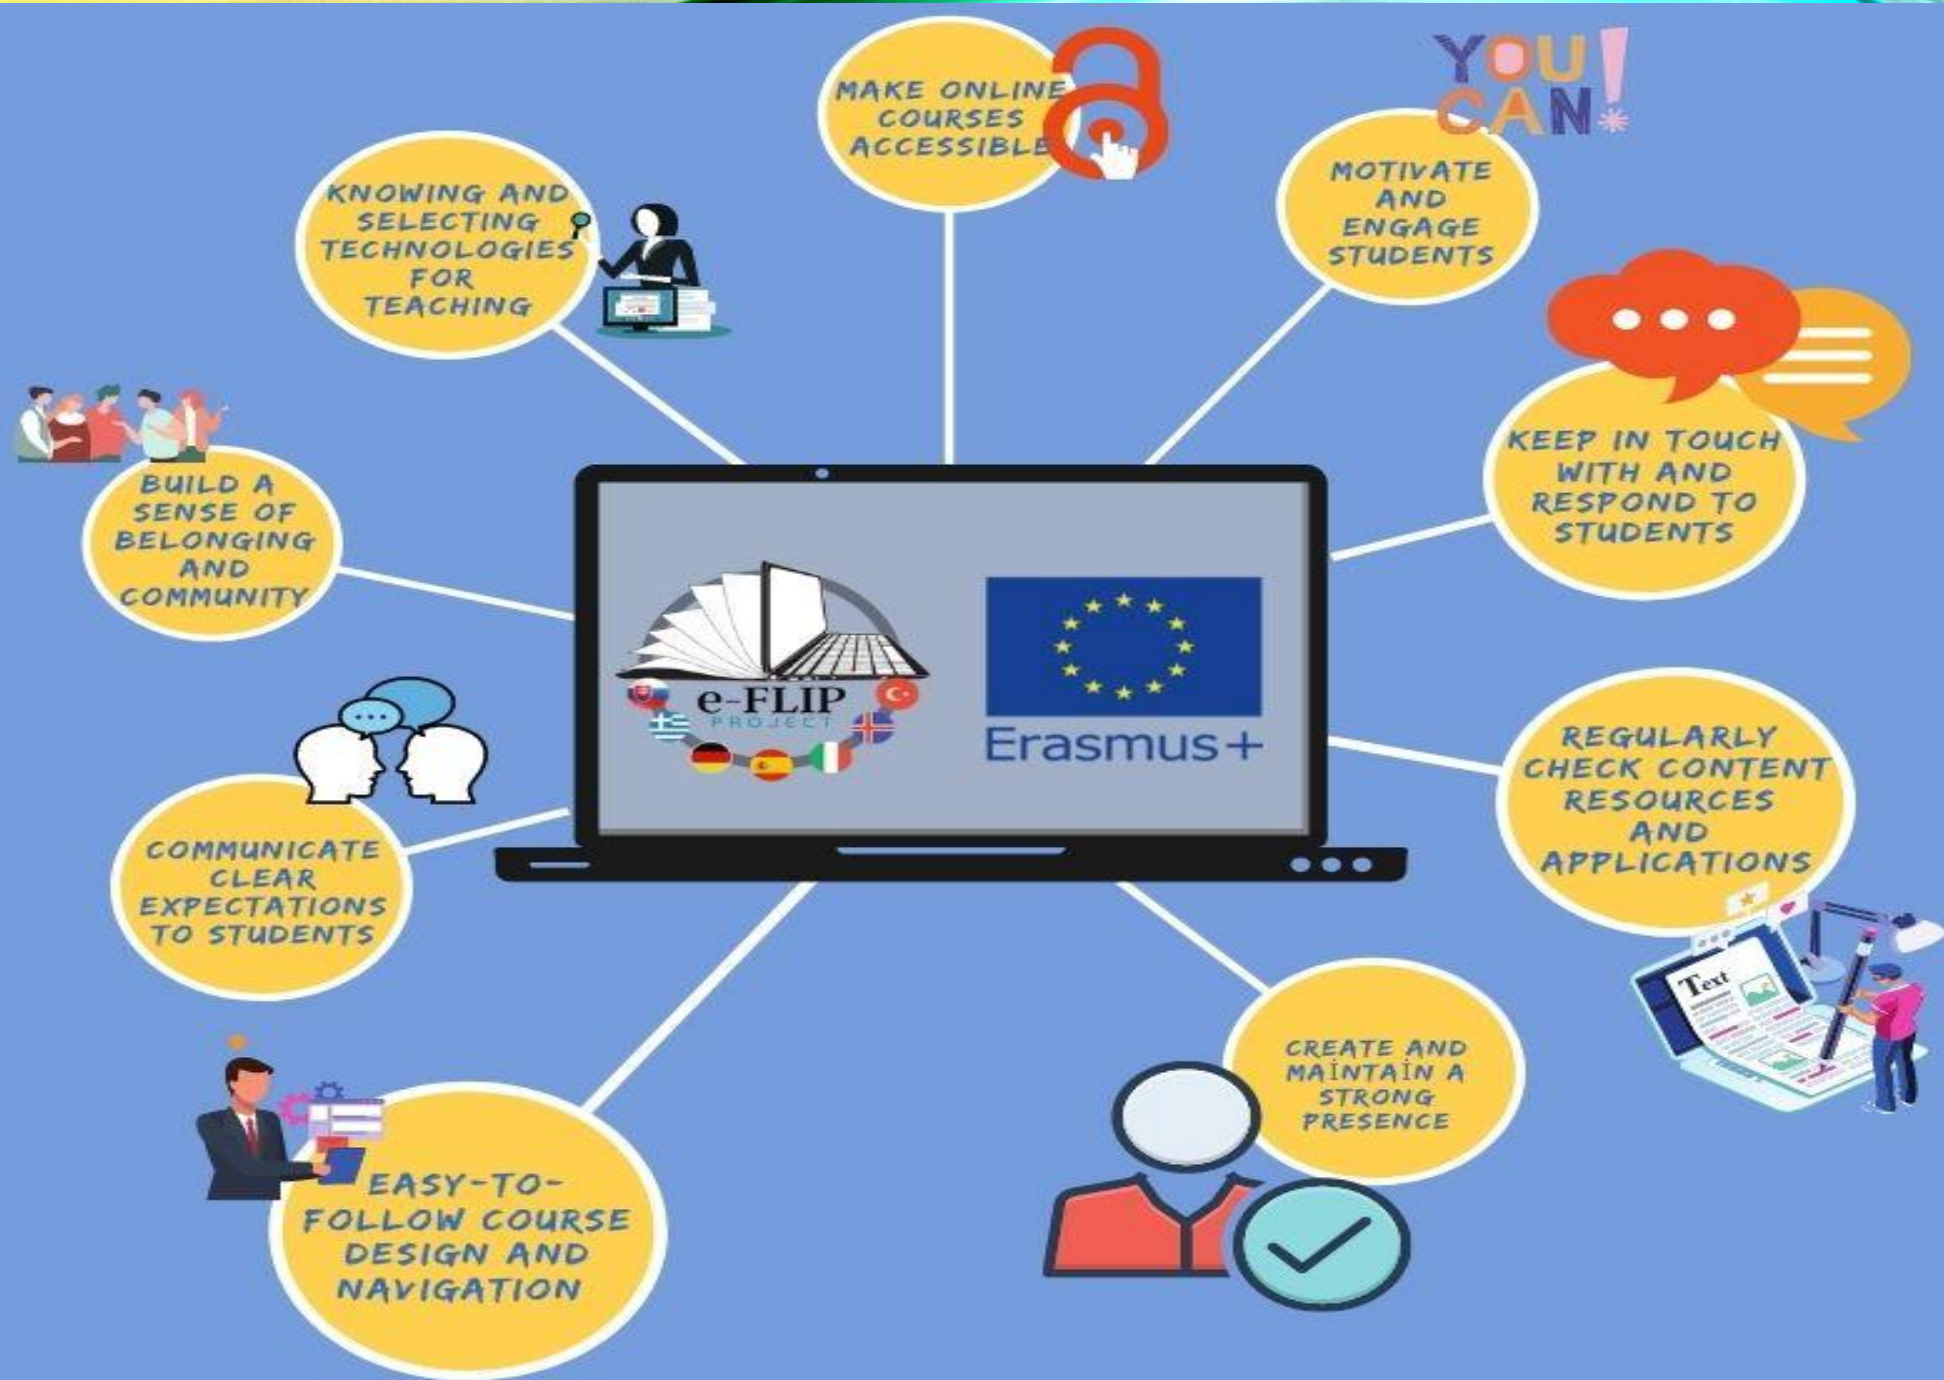 MAKE ONLINE
COURSES
ACCESSIBLE
YOU
CAN!
MOTIVATE
AND
ENGAGE
STUDENTS
KNOWING AND
SELECTING
TECHNOLOGIES
FOR
TEACHING
KEEP IN TOUCH
WITH AND
RESPOND TO
STUDENTS
BUILD A
SENSE OF
BELONGING
AND
COMMUNITY
e-FLIP
PROJECT
Erasmus+
REGULARLY
CHECK CONTENT
RESOURCES
AND
APPLICATIONS
Text
COMMUNICATE
CLEAR
EXPECTATIONS
TO STUDENTS
CREATE AND
MAİNTAİN A
STRONG
PRESENCE
EASY-TO-
FOLLOW COURSE
DESIGN AND
NAVIGATION